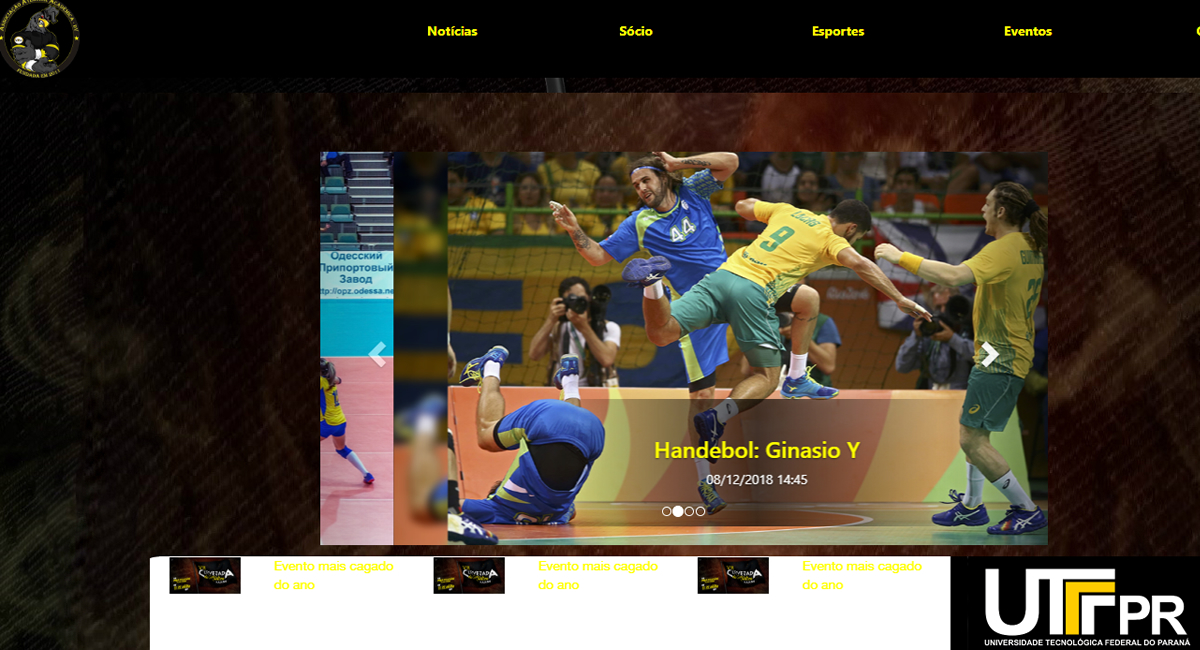 Notícias
Sócio
Esportes
Eventos
Одесский
Припортовый
Завод
http://opz.odessa.ne
44
LUCAS
9
Handebol: Ginasio Y
08/12/2018 14:45
Evento mais cagado
do ano
Evento mais cagado
do ano
Evento mais cagado
do ano
UTFPR
UNIVERSIDADE TECNOLÓGICA FEDERAL DO PARANÁ